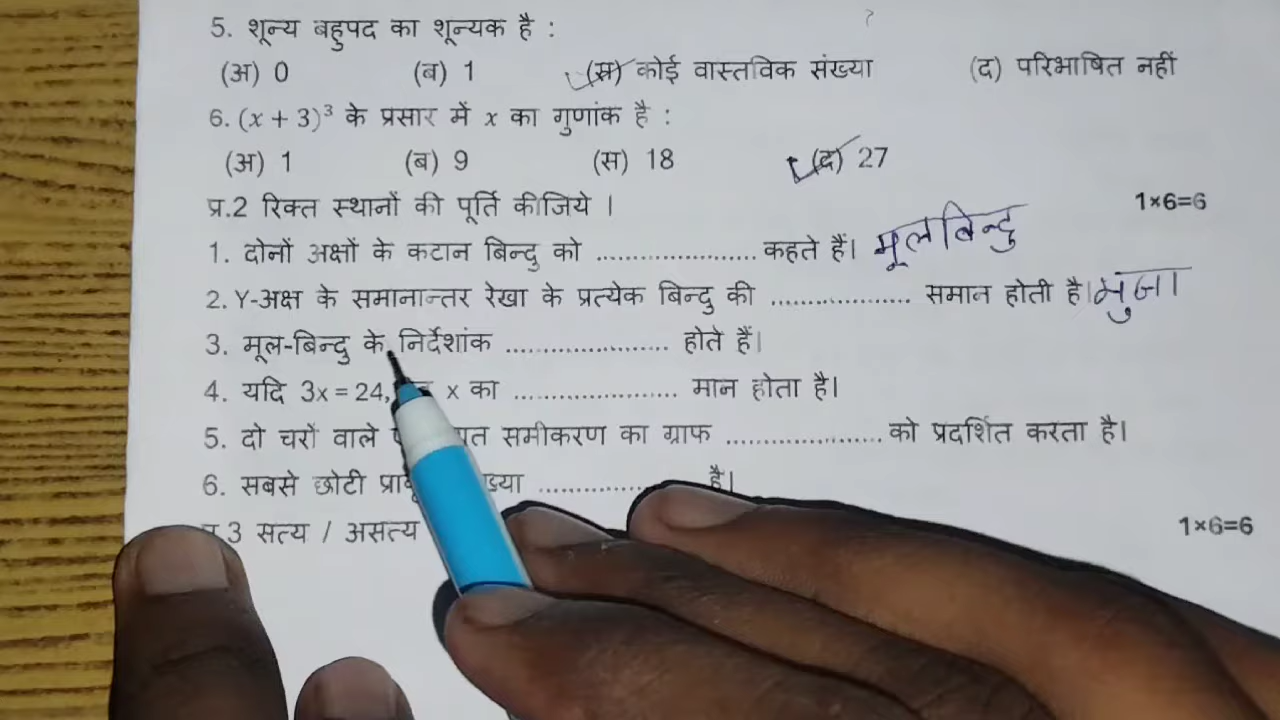 5. शून्य बहुपद का शून्यक है :
(अ) 0 (ब) 1 (स) कोई वास्तविक संख्या (द) परिभाषित नहीं
6. (x + 3)³ के प्रसार में x का गुणांक है :
(अ) 1 (ब) 9 (स) 18 (द) 27
प्र.2 रिक्त स्थानों की पूर्ति कीजिये । 1×6=6
1. दोनों अक्षों के कटान बिन्दु को ..................... कहते हैं। मूलबिन्दु
2. Y-अक्ष के समानान्तर रेखा के प्रत्येक बिन्दु की .................. समान होती है। भुजा
3. मूल-बिन्दु के निर्देशांक ..................... होते हैं।
4. यदि 3x = 24, x का ..................... मान होता है।
5. दो चरों वाले समीकरण का ग्राफ .................... को प्रदर्शित करता है।
6. सबसे छोटी ............... है।
3 सत्य / असत्य 1×6=6